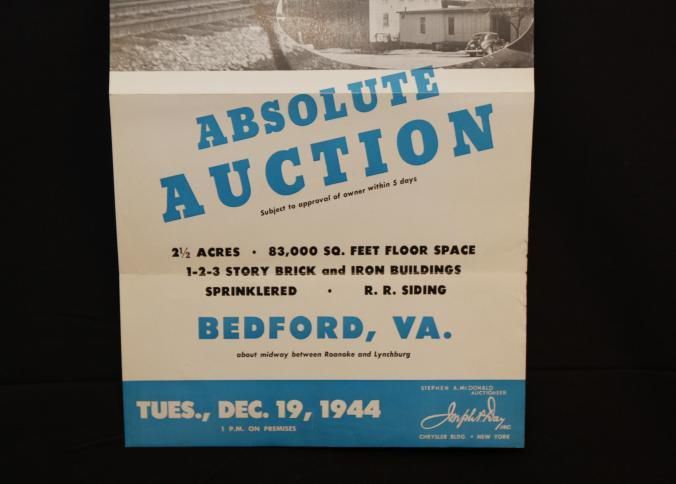 ABSOLUTE
AUCTION
Subject to approval of owner within 5 days
2½ ACRES · 83,000 SQ. FEET FLOOR SPACE
1-2-3 STORY BRICK and IRON BUILDINGS
SPRINKLERED · R. R. SIDING
BEDFORD, VA.
about midway between Roanoke and Lynchburg
TUES., DEC. 19, 1944
1 P.M. ON PREMISES
STEPHEN A. McDONALD
AUCTIONEER
Joseph P. Day INC
CHRYSLER BLDG. · NEW YORK